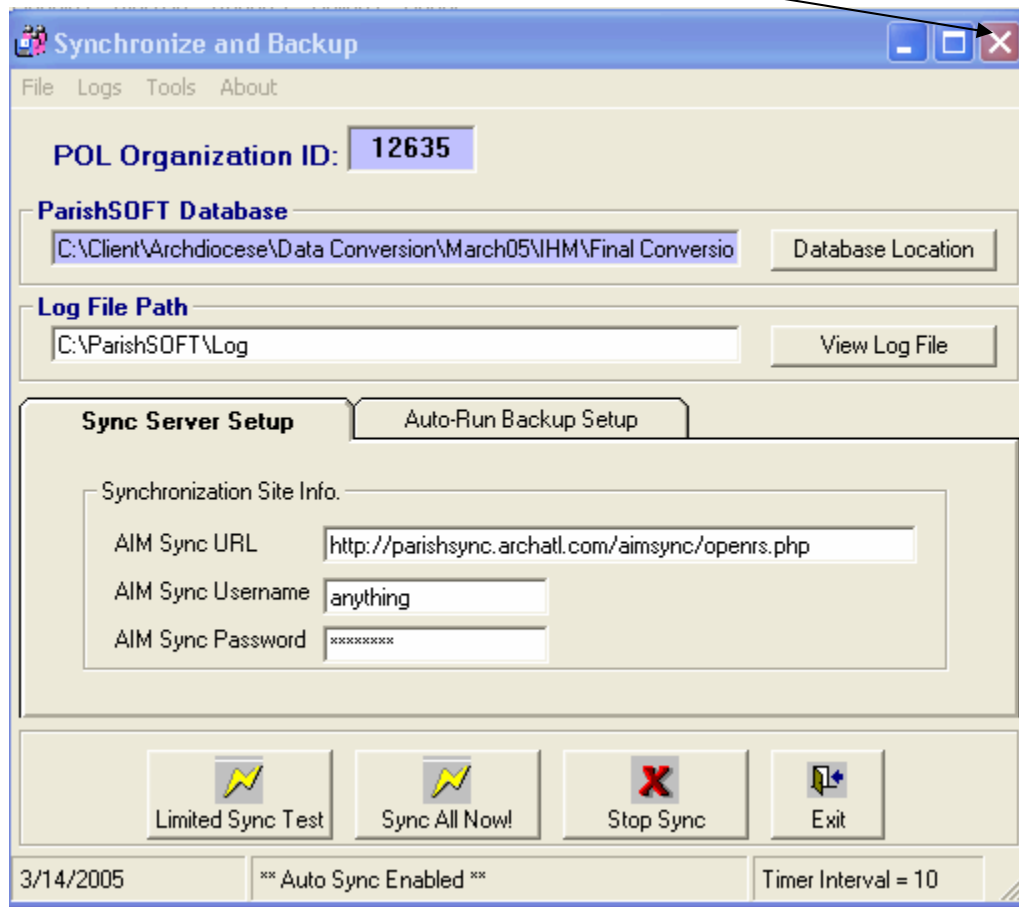 Synchronize and Backup
File Logs Tools About
POL Organization ID: 12635
ParishSOFT Database
C:\Client\Archdiocese\Data Conversion\March05\IHM\Final Conversio Database Location
Log File Path
C:\ParishSOFT\Log View Log File
Sync Server Setup Auto-Run Backup Setup
Synchronization Site Info.
AIM Sync URL http://parishsync.archatl.com/aimsync/openrs.php
AIM Sync Username anything
AIM Sync Password ××××××××
Limited Sync Test Sync All Now! Stop Sync Exit
3/14/2005 ** Auto Sync Enabled ** Timer Interval = 10